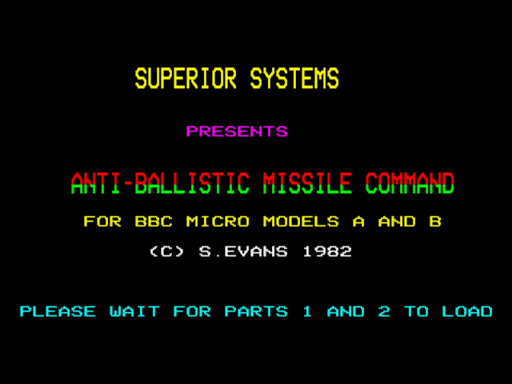 SUPERIOR SYSTEMS
PRESENTS
ANTI-BALLISTIC MISSILE COMMAND
FOR BBC MICRO MODELS A AND B
(C) S.EVANS 1982
PLEASE WAIT FOR PARTS 1 AND 2 TO LOAD